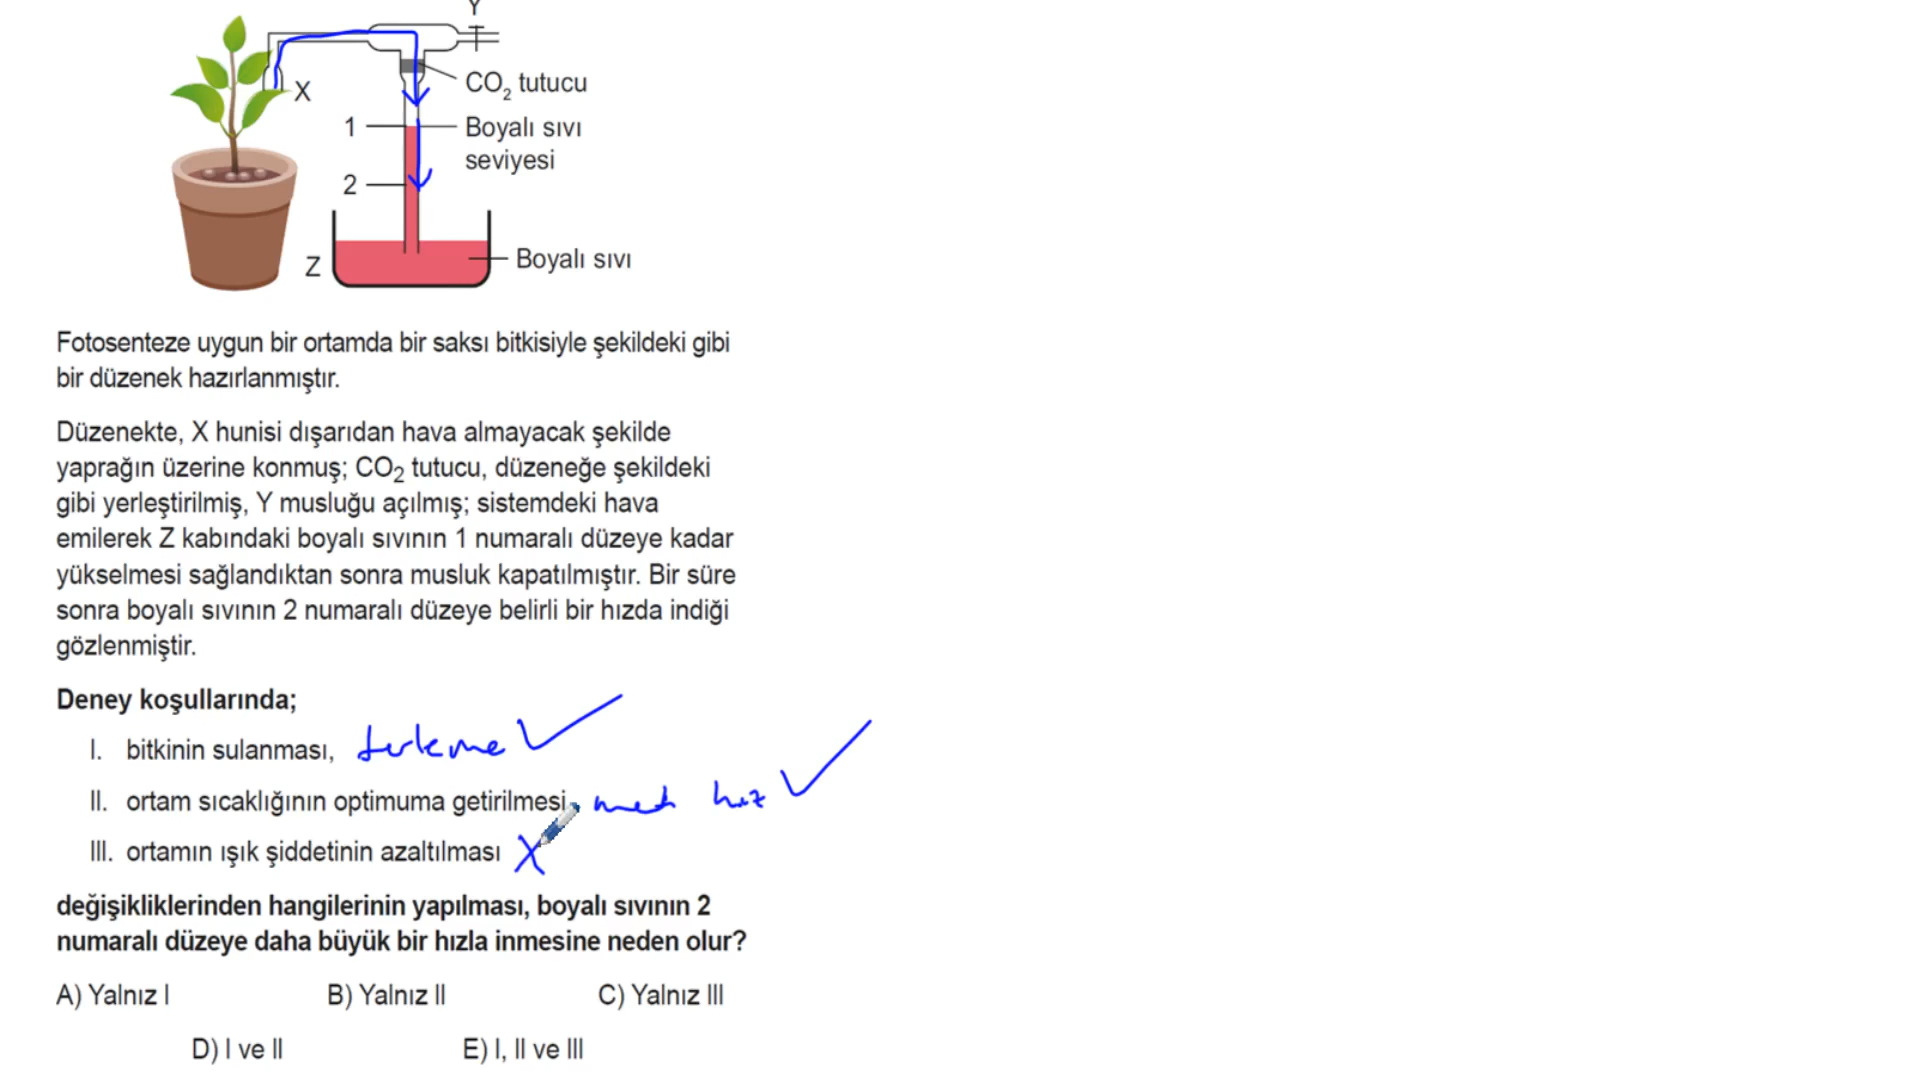 Y
CO2 tutucu
X
1
Boyalı sıvı
seviyesi
2
Z
Boyalı sıvı
Fotosenteze uygun bir ortamda bir saksı bitkisiyle şekildeki gibi
bir düzenek hazırlanmıştır.
Düzenekte, X hunisi dışarıdan hava almayacak şekilde
yaprağın üzerine konmuş; CO2 tutucu, düzeneğe şekildeki
gibi yerleştirilmiş, Y musluğu açılmış; sistemdeki hava
emilerek Z kabındaki boyalı sıvının 1 numaralı düzeye kadar
yükselmesi sağlandıktan sonra musluk kapatılmıştır. Bir süre
sonra boyalı sıvının 2 numaralı düzeye belirli bir hızda indiği
gözlenmiştir.
Deney koşullarında;
I. bitkinin sulanması, terleme
II. ortam sıcaklığının optimuma getirilmesi, met hız
III. ortamın ışık şiddetinin azaltılması
değişikliklerinden hangilerinin yapılması, boyalı sıvının 2
numaralı düzeye daha büyük bir hızla inmesine neden olur?
A) Yalnız I B) Yalnız II C) Yalnız III
D) I ve II E) I, II ve III